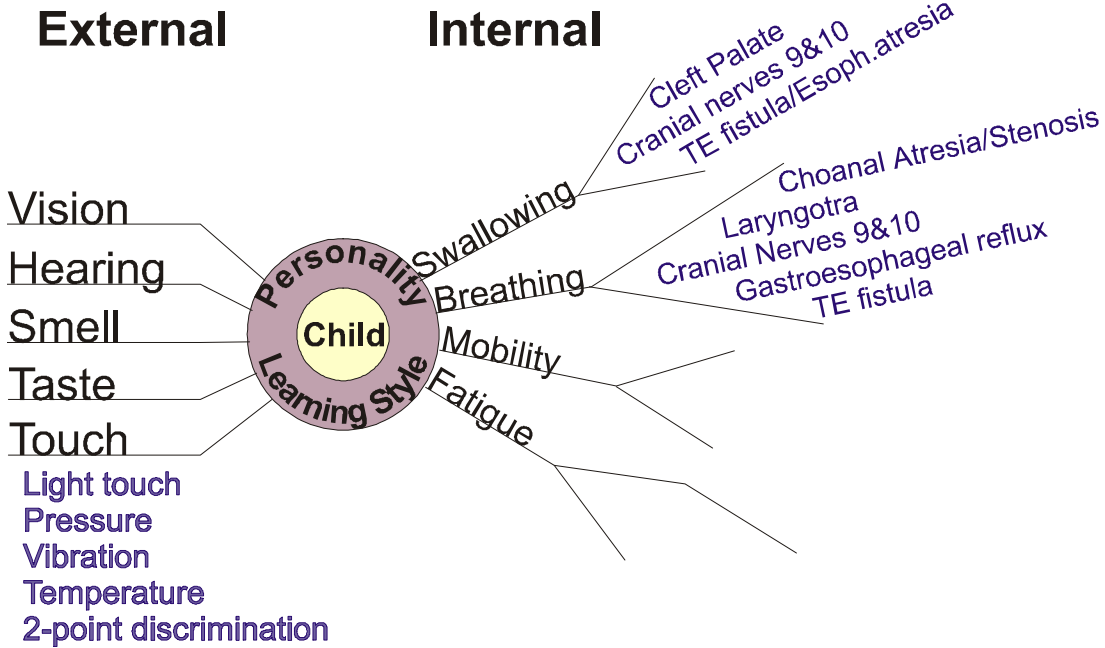 External
Internal
Vision
Hearing
Smell
Taste
Touch
Light touch
Pressure
Vibration
Temperature
2-point discrimination
Personality
Child
Learning Style
Swallowing
Cleft Palate
Cranial nerves 9&10
TE fistula/Esoph.atresia
Breathing
Choanal Atresia/Stenosis
Laryngotra
Cranial Nerves 9&10
Gastroesophageal reflux
TE fistula
Mobility
Fatigue